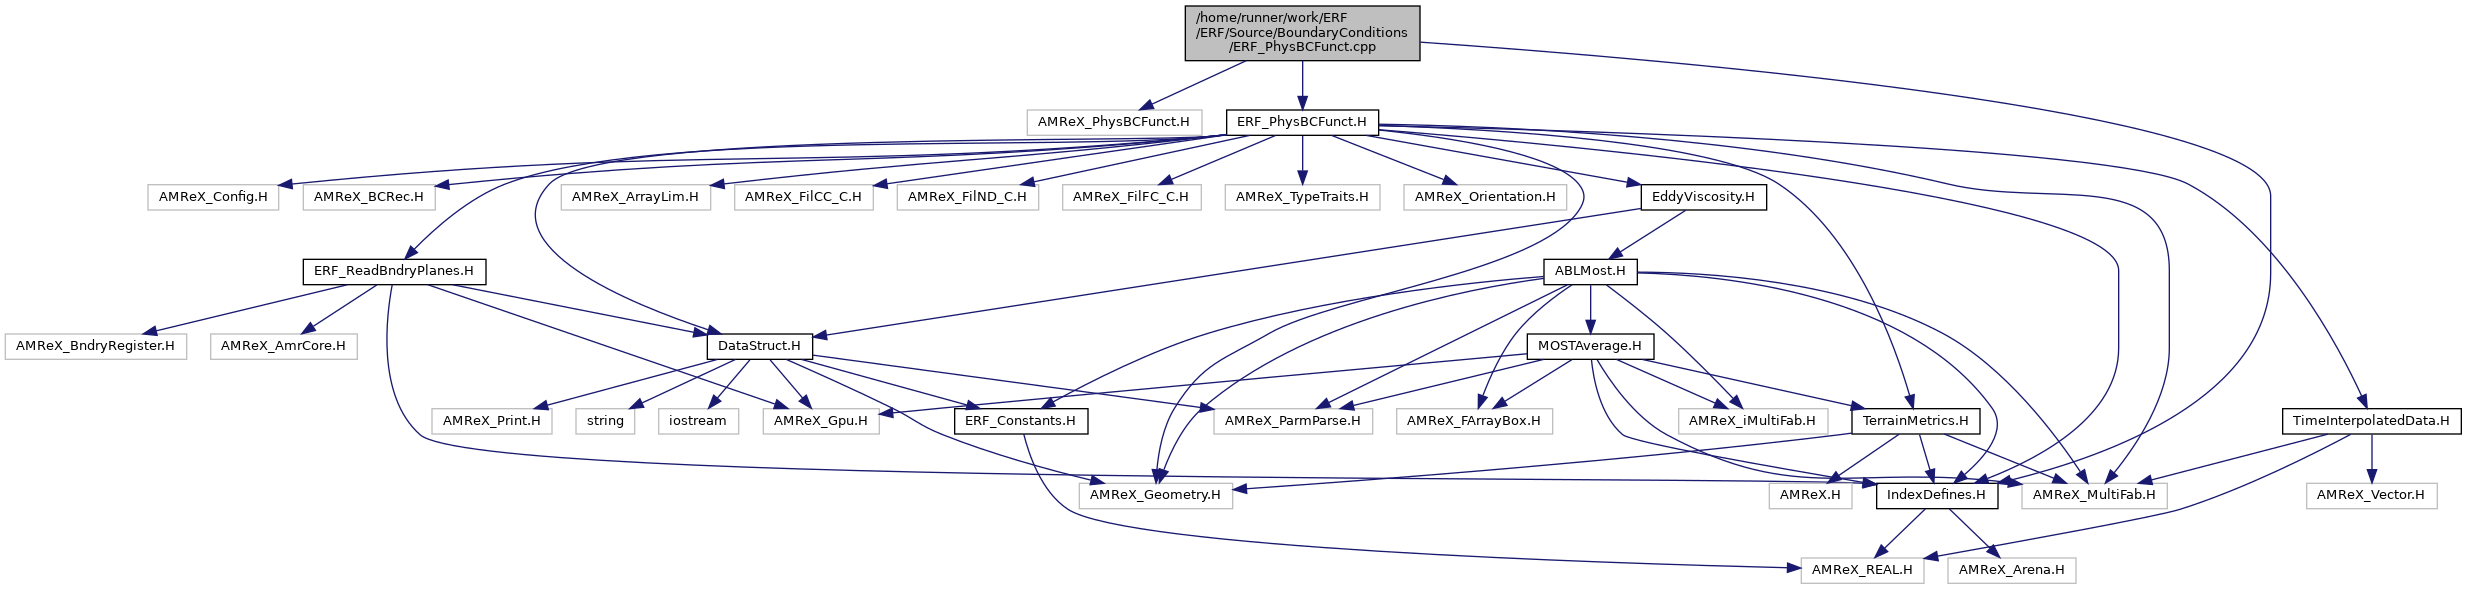 /home/runner/work/ERF
/ERF/Source/BoundaryConditions
/ERF_PhysBCFunct.cpp
AMReX_PhysBCFunct.H
ERF_PhysBCFunct.H
AMReX_Config.H
AMReX_BCRec.H
AMReX_ArrayLim.H
AMReX_FilCC_C.H
AMReX_FilND_C.H
AMReX_FilFC_C.H
AMReX_TypeTraits.H
AMReX_Orientation.H
EddyViscosity.H
ERF_ReadBndryPlanes.H
ABLMost.H
AMReX_BndryRegister.H
AMReX_AmrCore.H
DataStruct.H
MOSTAverage.H
AMReX_Print.H
string
iostream
AMReX_Gpu.H
ERF_Constants.H
AMReX_ParmParse.H
AMReX_FArrayBox.H
AMReX_iMultiFab.H
TerrainMetrics.H
TimeInterpolatedData.H
AMReX_Geometry.H
AMReX.H
IndexDefines.H
AMReX_MultiFab.H
AMReX_Vector.H
AMReX_REAL.H
AMReX_Arena.H